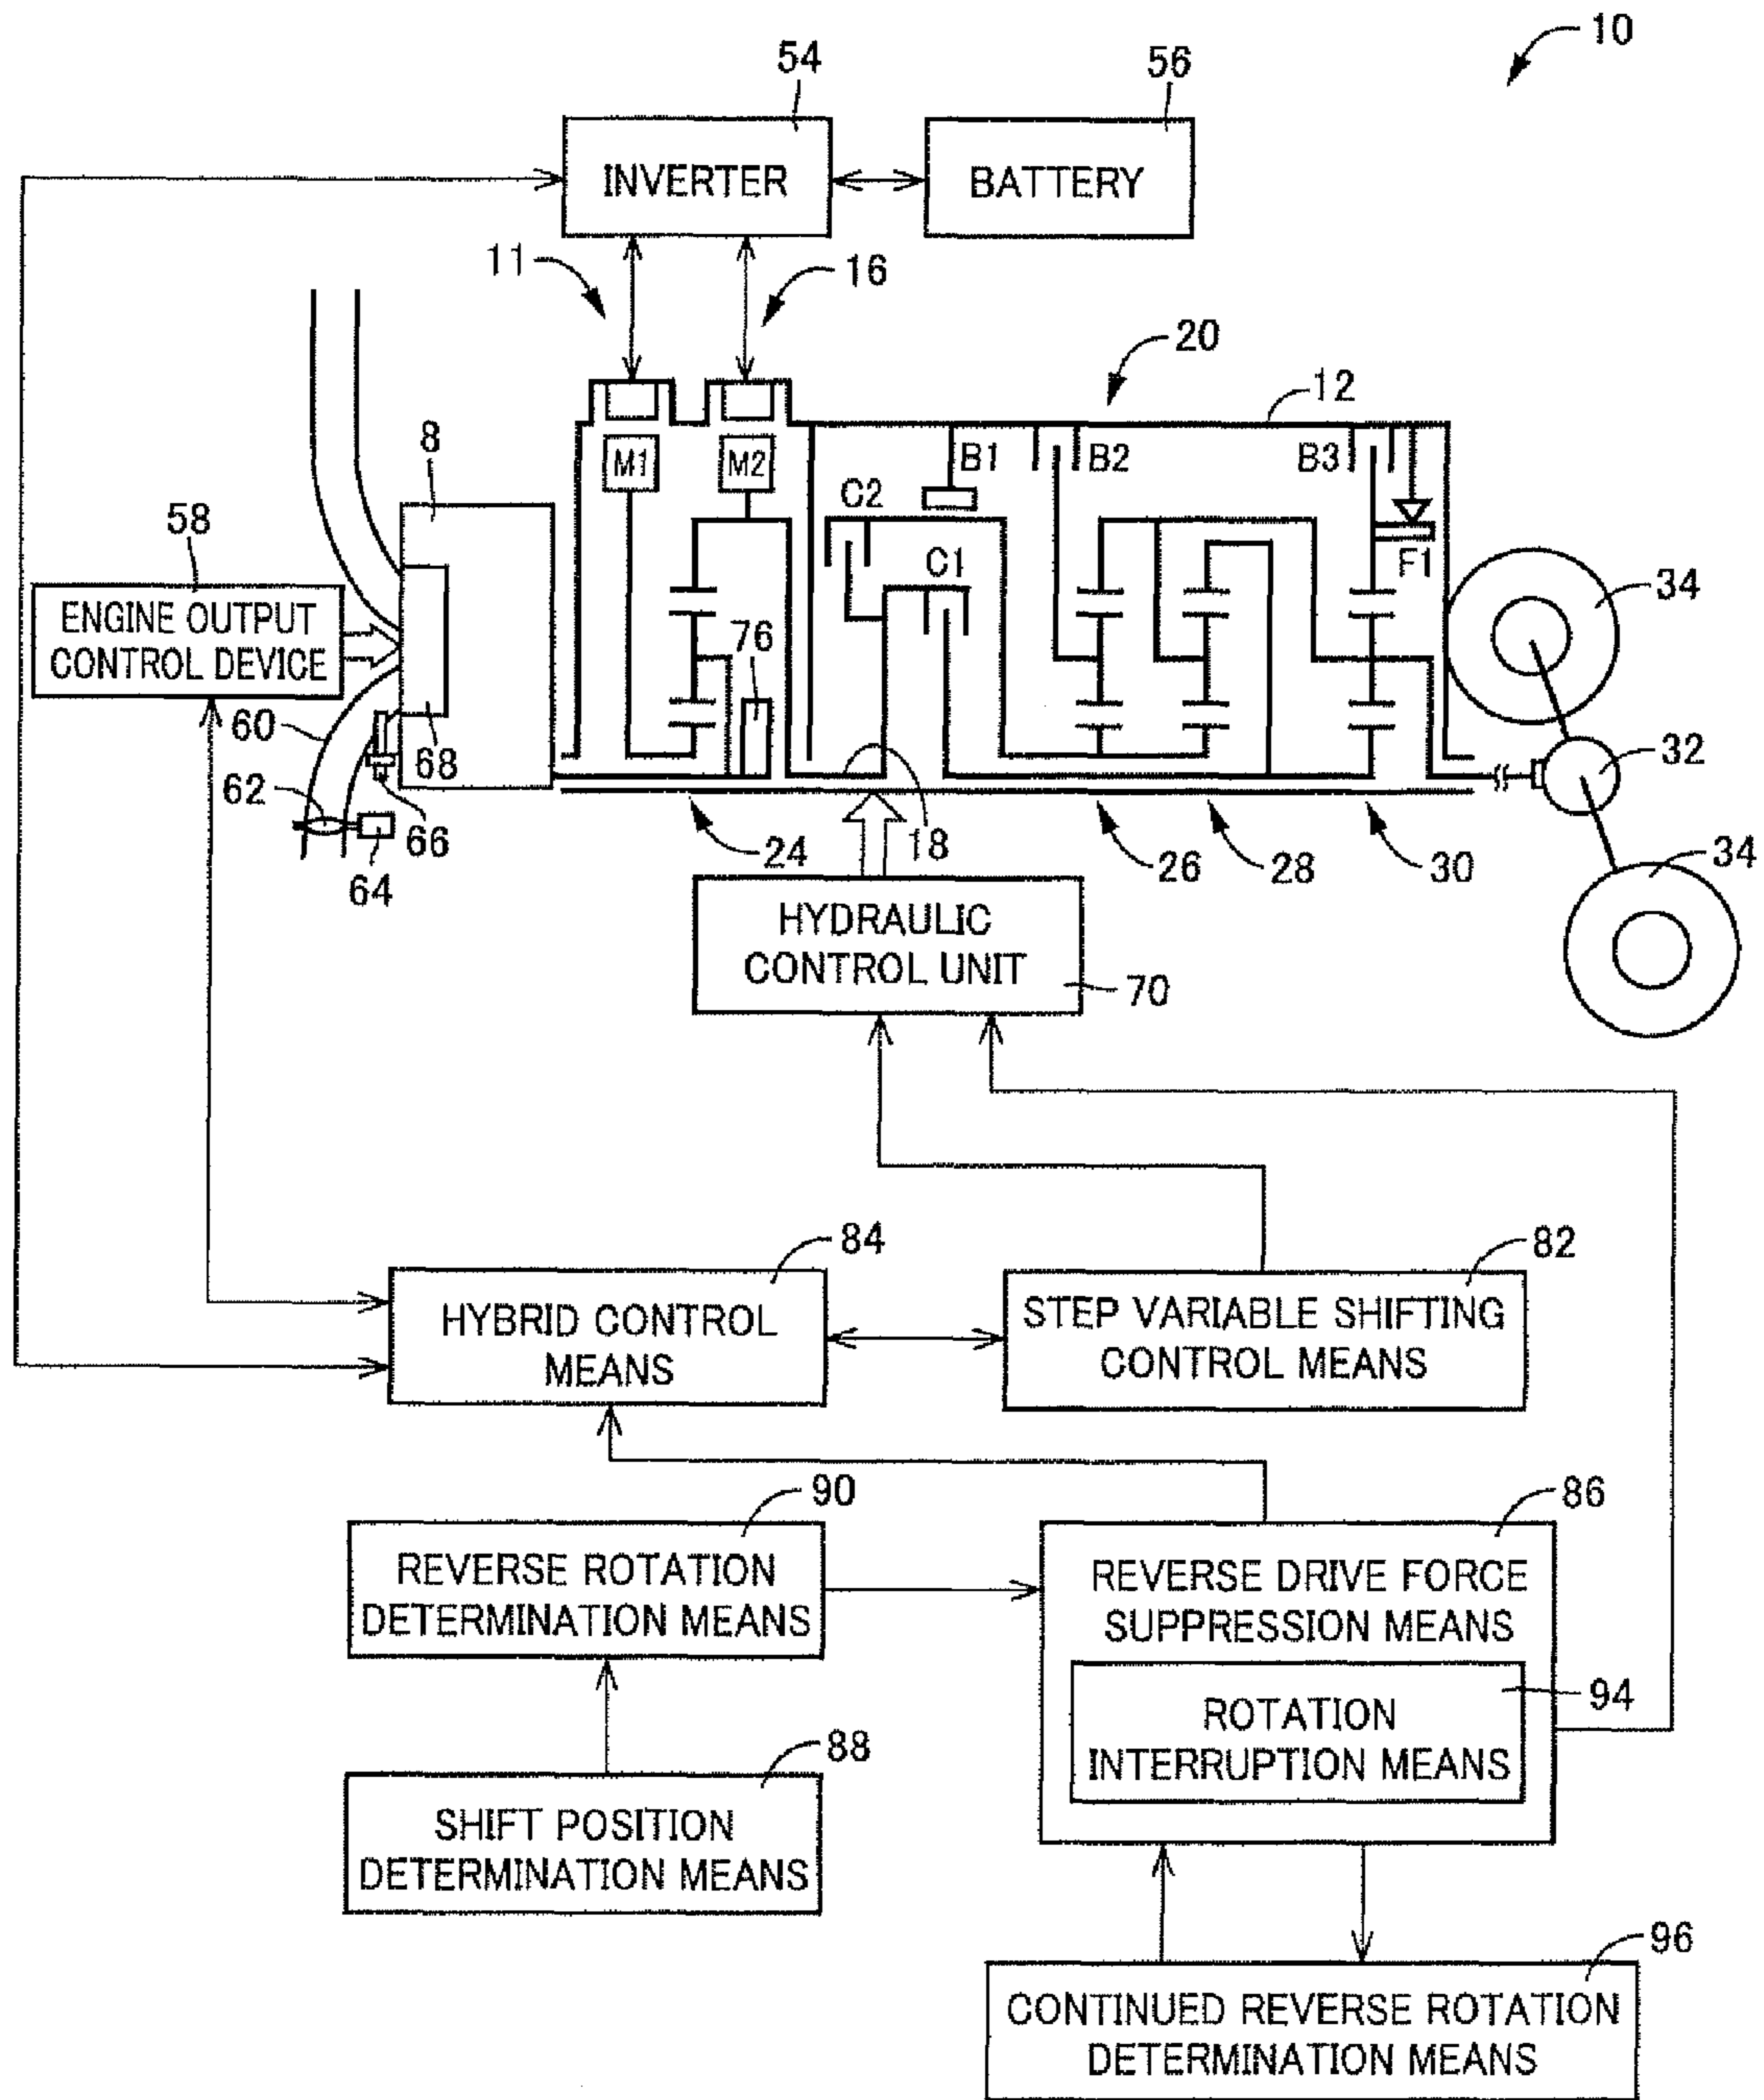 10
54
56
INVERTER
BATTERY
11
16
20
12
8
M1
M2
B1
B2
B3
C2
58
C1
F1
34
ENGINE OUTPUT
CONTROL DEVICE
76
60
68
32
62
66
18
64
24
26
28
30
34
HYDRAULIC
CONTROL UNIT
70
84
82
HYBRID CONTROL
MEANS
STEP VARIABLE SHIFTING
CONTROL MEANS
90
86
REVERSE ROTATION
DETERMINATION MEANS
REVERSE DRIVE FORCE
SUPPRESSION MEANS
94
ROTATION
INTERRUPTION MEANS
88
SHIFT POSITION
DETERMINATION MEANS
96
CONTINUED REVERSE ROTATION
DETERMINATION MEANS